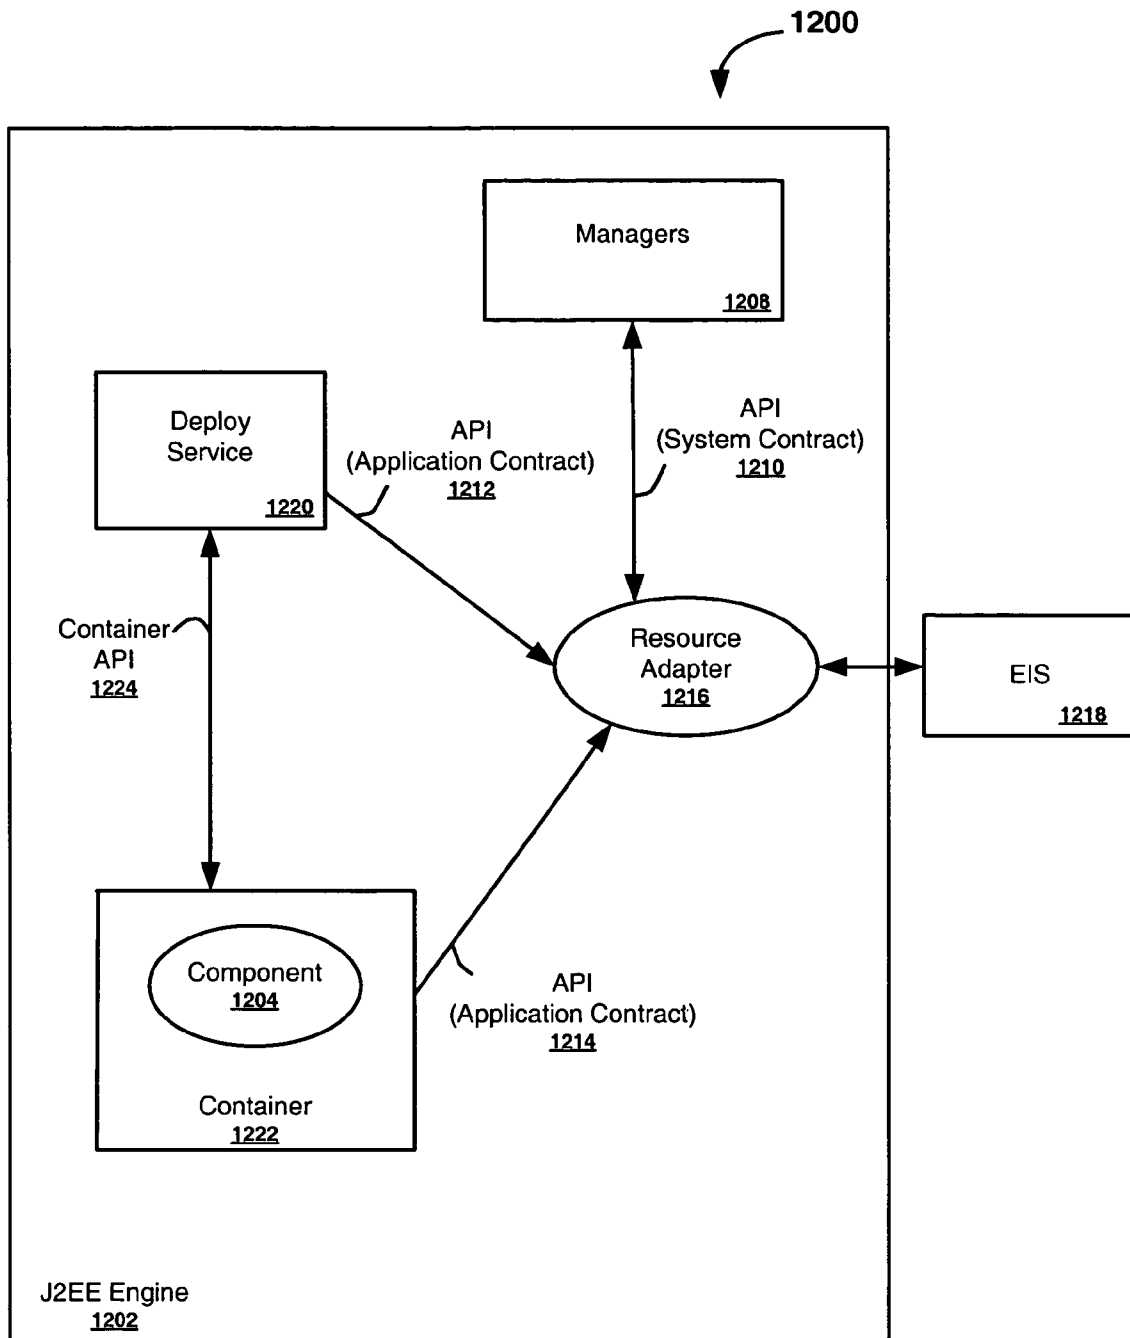 1200
Managers
1208
Deploy
Service
1220
API
(Application Contract)
1212
API
(System Contract)
1210
Container
API
1224
Resource
Adapter
1216
EIS
1218
Component
1204
Container
1222
API
(Application Contract)
1214
J2EE Engine
1202